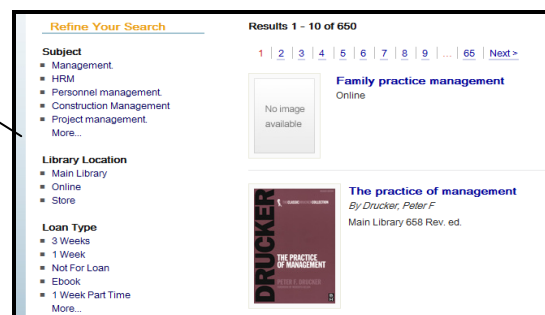 Refine Your Search
Subject
Management.
HRM
Personnel management.
Construction Management
Project management.
More...
Library Location
Main Library
Online
Store
Loan Type
3 Weeks
1 Week
Not For Loan
Ebook
1 Week Part Time
More...
Results 1 - 10 of 650
1 | 2 | 3 | 4 | 5 | 6 | 7 | 8 | 9 | ... | 65 | Next >
No image
available
Family practice management
Online
DRUCKER
THE PRACTICE
OF MANAGEMENT
PETER F. DRUCKER
The practice of management
By Drucker, Peter F
Main Library 658 Rev. ed.